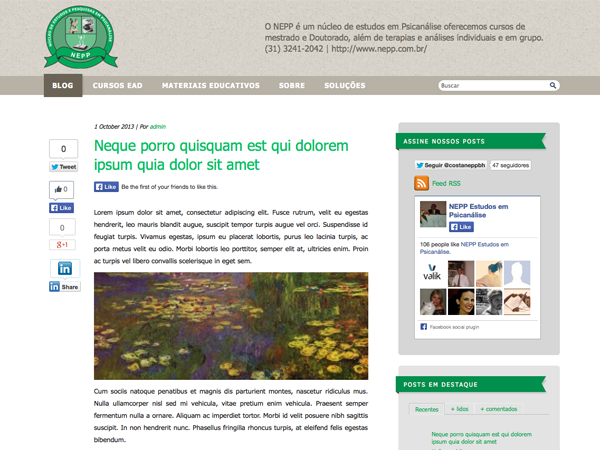 NÚCLEO DE ESTUDOS E PESQUISAS EM PSICANÁLISE
NEPP
O NEPP é um núcleo de estudos em Psicanálise oferecemos cursos de
mestrado e Doutorado, além de terapias e análises individuais e em grupo.
(31) 3241-2042 | http://www.nepp.com.br/
BLOG CURSOS EAD MATERIAIS EDUCATIVOS SOBRE SOLUÇÕES Buscar
0
Tweet
0
Like
0
g+1
in
in Share
1 October 2013 | Por admin
Neque porro quisquam est qui dolorem
ipsum quia dolor sit amet
Like Be the first of your friends to like this.
Lorem ipsum dolor sit amet, consectetur adipiscing elit. Fusce rutrum, velit eu egestas
hendrerit, leo mauris blandit augue, suscipit tempor turpis augue vel orci. Suspendisse id
feugiat turpis. Vivamus egestas, ipsum eu placerat lobortis, purus leo lacinia turpis, ac
porta metus velit eu odio. Morbi lobortis leo porttitor, semper elit at, ultricies enim. Proin
ac turpis vel libero convallis scelerisque in eget sem.
Cum sociis natoque penatibus et magnis dis parturient montes, nascetur ridiculus mus.
Nulla ullamcorper nisl sed mi vehicula, vitae pretium enim vehicula. Praesent semper
fermentum nulla a ornare. Aliquam ac imperdiet tortor. Morbi id velit posuere nibh sagittis
suscipit. In non hendrerit nunc. Phasellus fringilla rhoncus turpis, at eleifend felis egestas
bibendum.
ASSINE NOSSOS POSTS
Seguir @costaneppbh 47 seguidores
Feed RSS
NEPP Estudos em
Psicanálise
Like
106 people like NEPP Estudos em
Psicanálise.
valik
Facebook social plugin
POSTS EM DESTAQUE
Recentes + lidos + comentados
Neque porro quisquam est qui dolorem
ipsum quia dolor sit amet